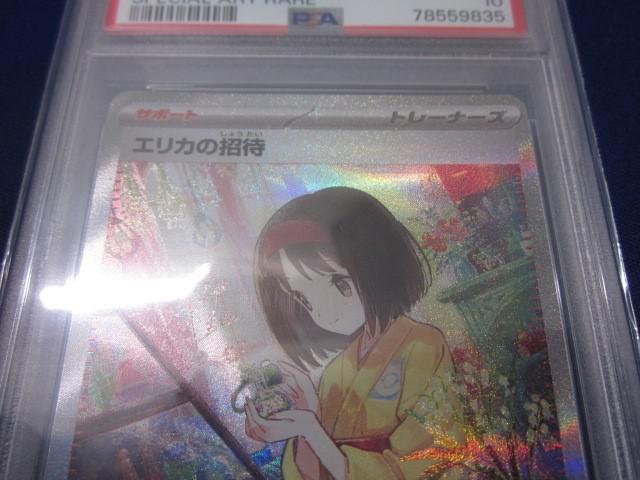 SPECIAL ART RARE 10
PSA 78559835
サポート トレーナーズ
しょうたい
エリカの招待